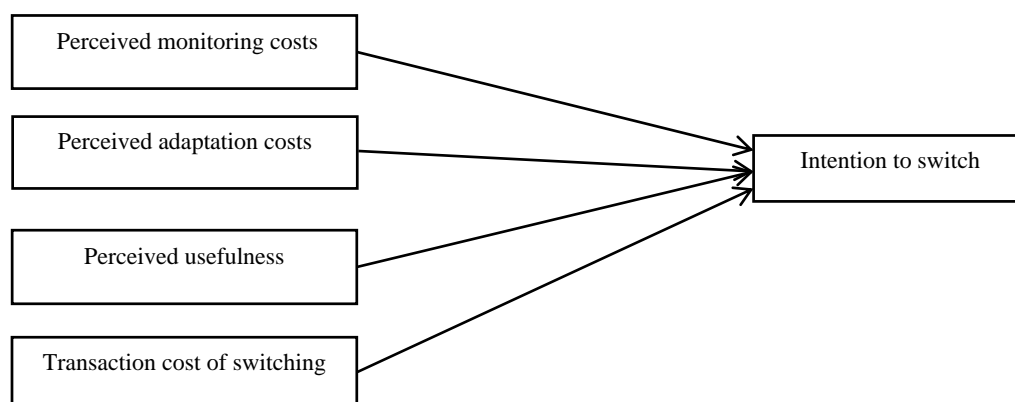 Perceived monitoring costs
Perceived adaptation costs
Intention to switch
Perceived usefulness
Transaction cost of switching